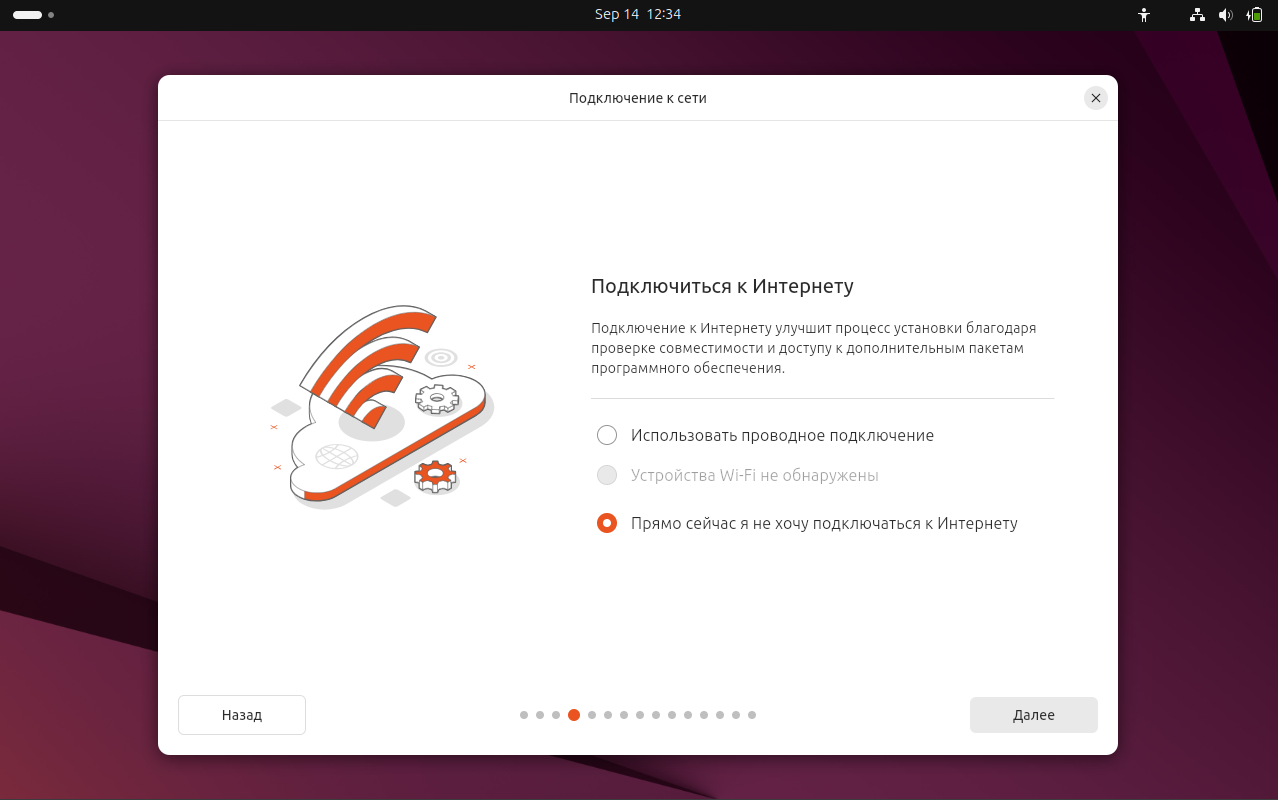 Sep 14 12:34
Подключение к сети
Подключиться к Интернету
Подключение к Интернету улучшит процесс установки благодаря
проверке совместимости и доступу к дополнительным пакетам
программного обеспечения.
Использовать проводное подключение
Устройства Wi-Fi не обнаружены
Прямо сейчас я не хочу подключаться к Интернету
Назад
Далее